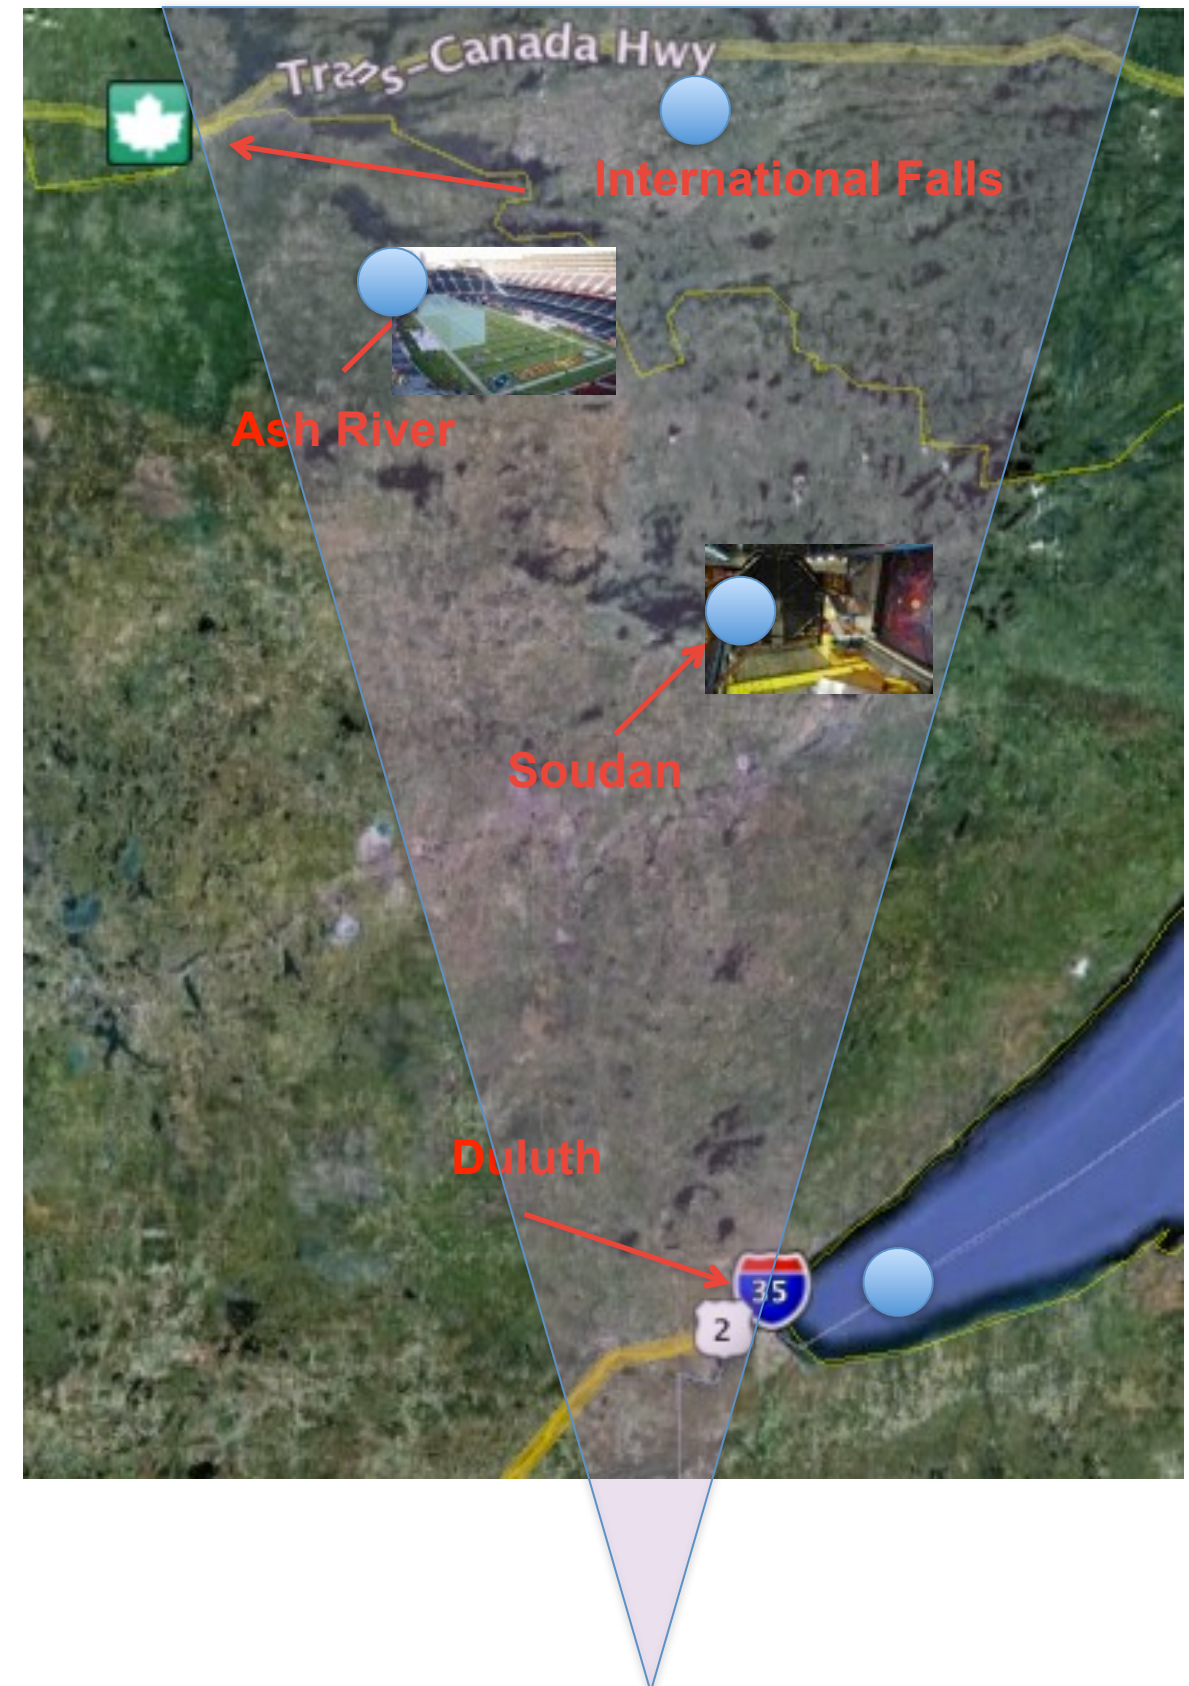 Trans-Canada Hwy
International Falls
Ash River
Soudan
Duluth
35
2